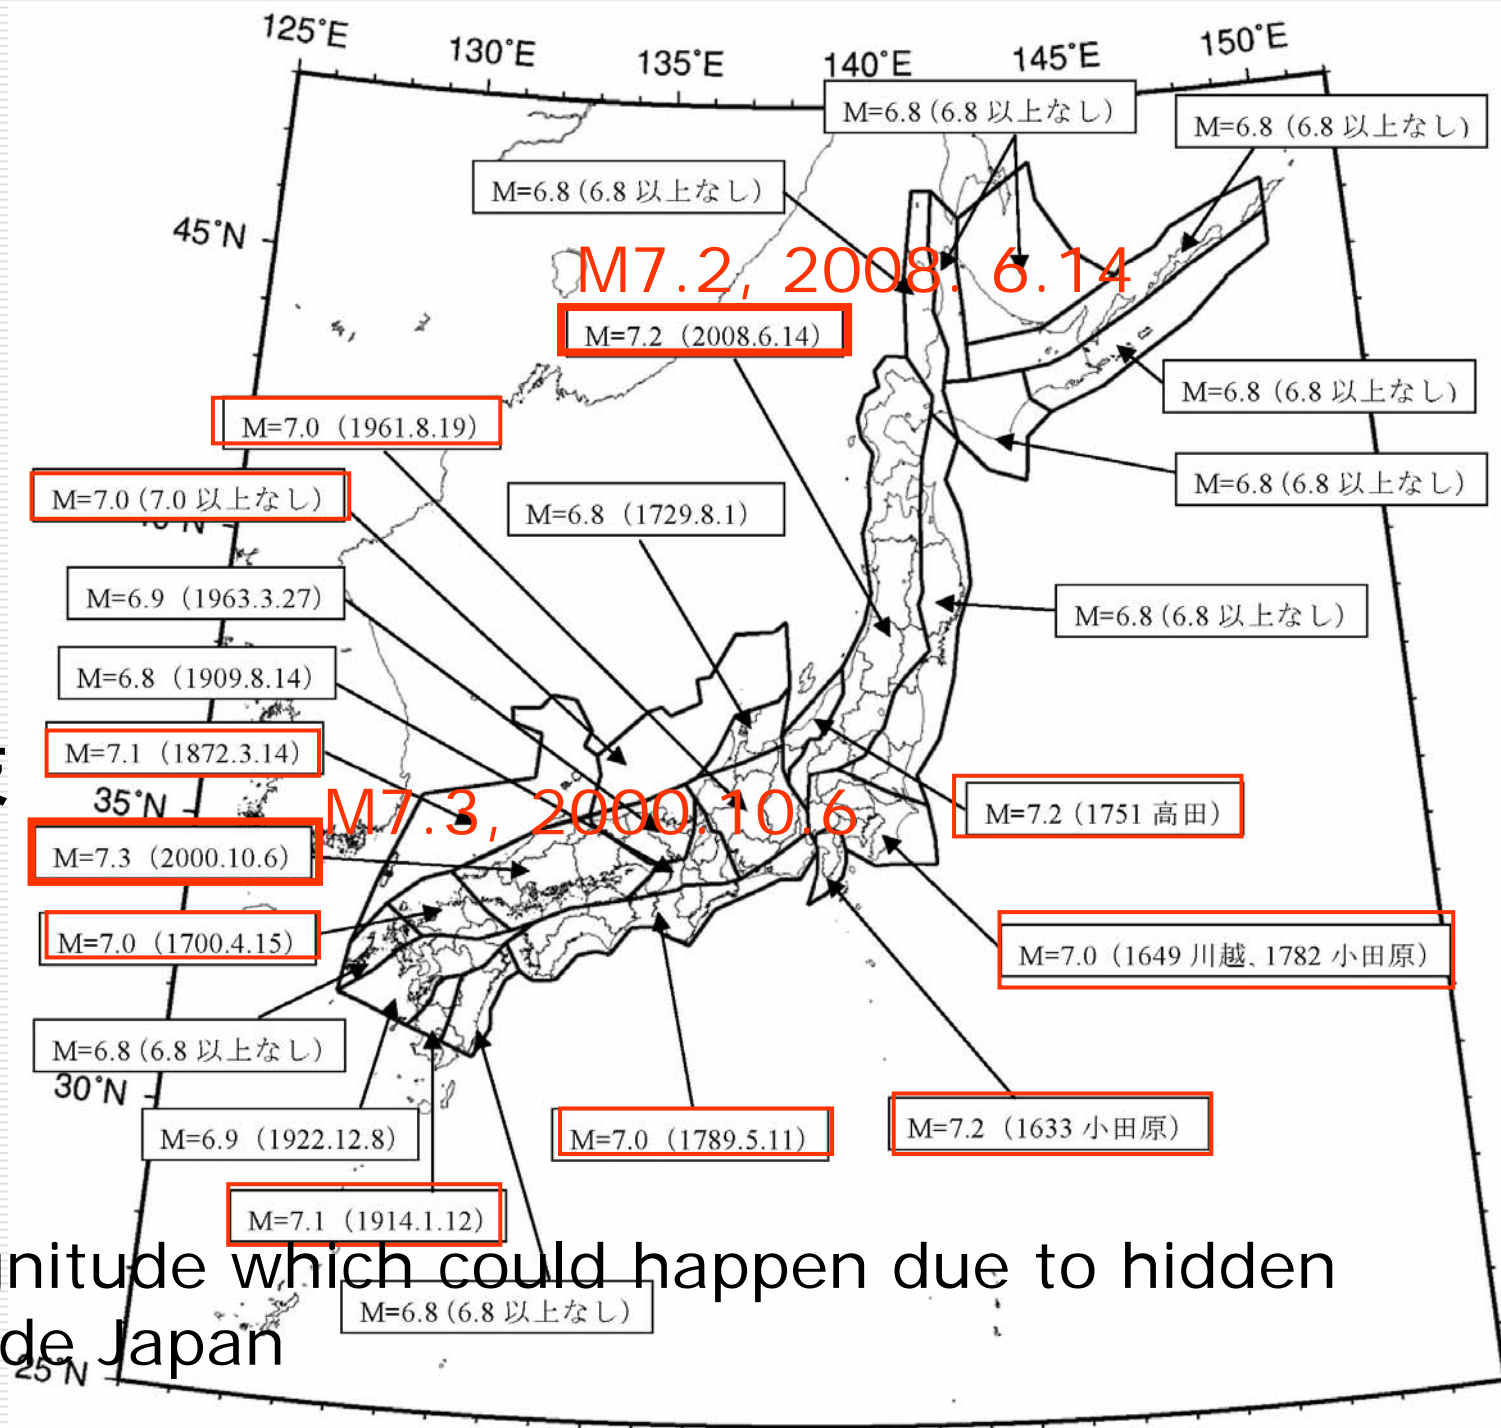 125°E
130°E
135°E
140°E
145°E
150°E
M=6.8 (6.8 以上なし)
M=6.8 (6.8 以上なし)
M=6.8 (6.8 以上なし)
45°N
M7.2, 2008. 6.14
M=7.2 (2008.6.14)
M=6.8 (6.8 以上なし)
M=7.0 (1961.8.19)
M=6.8 (6.8 以上なし)
M=7.0 (7.0 以上なし)
M=6.8 (1729.8.1)
M=6.9 (1963.3.27)
M=6.8 (6.8 以上なし)
M=6.8 (1909.8.14)
M=7.1 (1872.3.14)
35°N
M7.3, 2000.10.6
M=7.2 (1751 高田)
M=7.3 (2000.10.6)
M=7.0 (1700.4.15)
M=7.0 (1649 川越、1782 小田原)
M=6.8 (6.8 以上なし)
30°N
M=6.9 (1922.12.8)
M=7.0 (1789.5.11)
M=7.2 (1633 小田原)
M=7.1 (1914.1.12)
nitude which could happen due to hidden
M=6.8 (6.8 以上なし)
de Japan
25°N